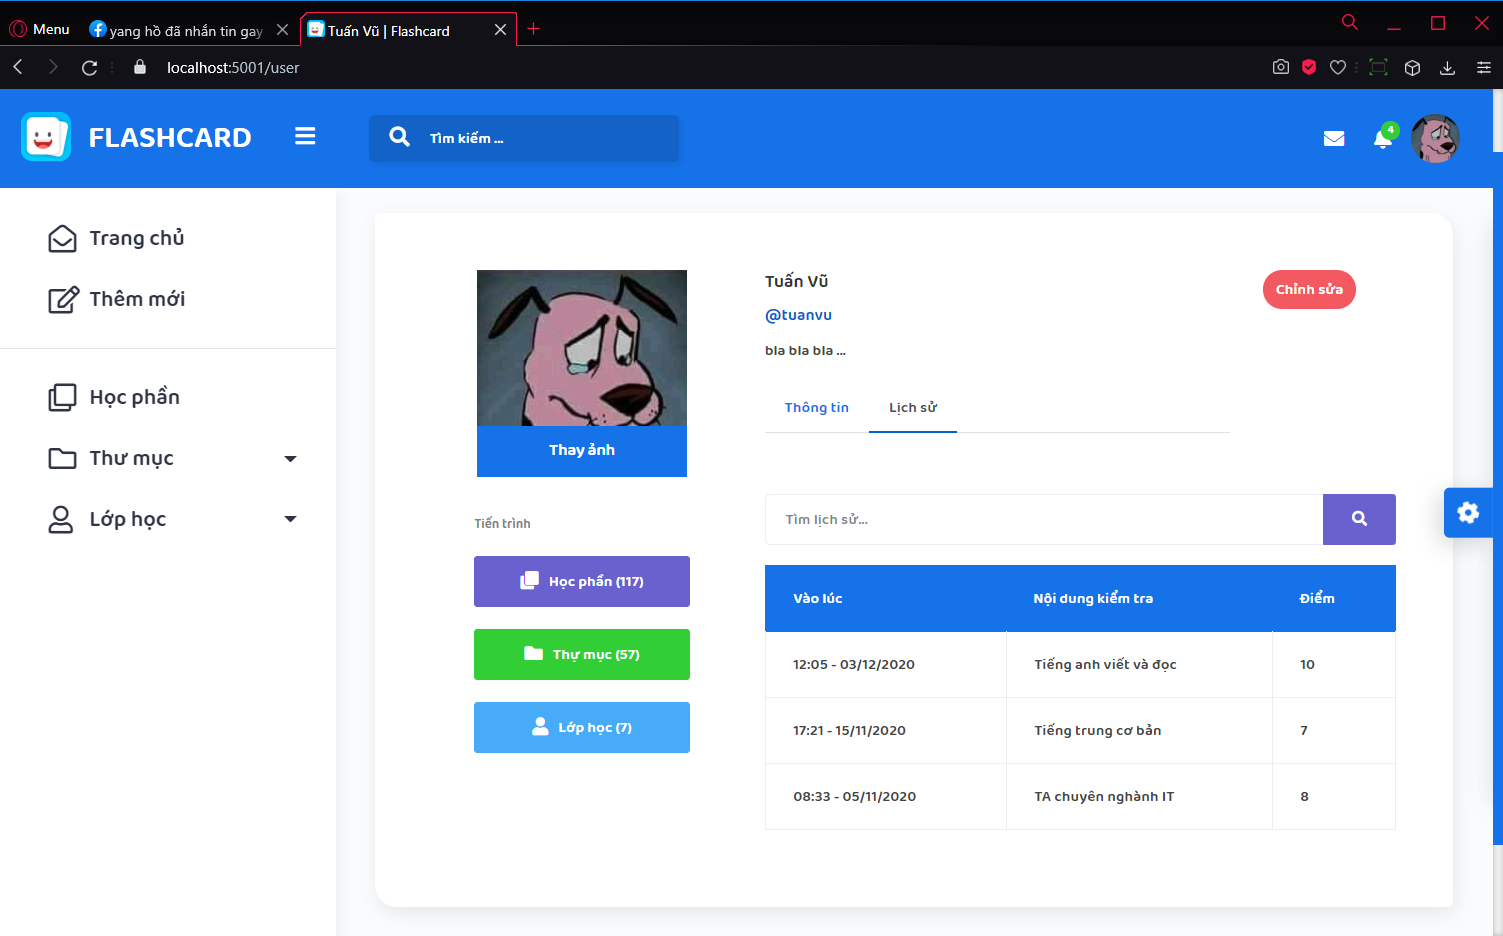 Menu
yang hồ đã nhắn tin gay
Tuấn Vũ | Flashcard
localhost:5001/user
FLASHCARD
Tìm kiếm ...
4
Trang chủ
Thêm mới
Học phần
Thư mục
Lớp học
Thay ảnh
Tiến trình
Học phần (117)
Thự mục (57)
Lớp học (7)
Tuấn Vũ
@tuanvu
bla bla bla ...
Chỉnh sửa
Thông tin
Lịch sử
Tìm lịch sử...
Vào lúc Nội dung kiểm tra Điểm
12:05 - 03/12/2020 Tiếng anh viết và đọc 10
17:21 - 15/11/2020 Tiếng trung cơ bản 7
08:33 - 05/11/2020 TA chuyên nghành IT 8